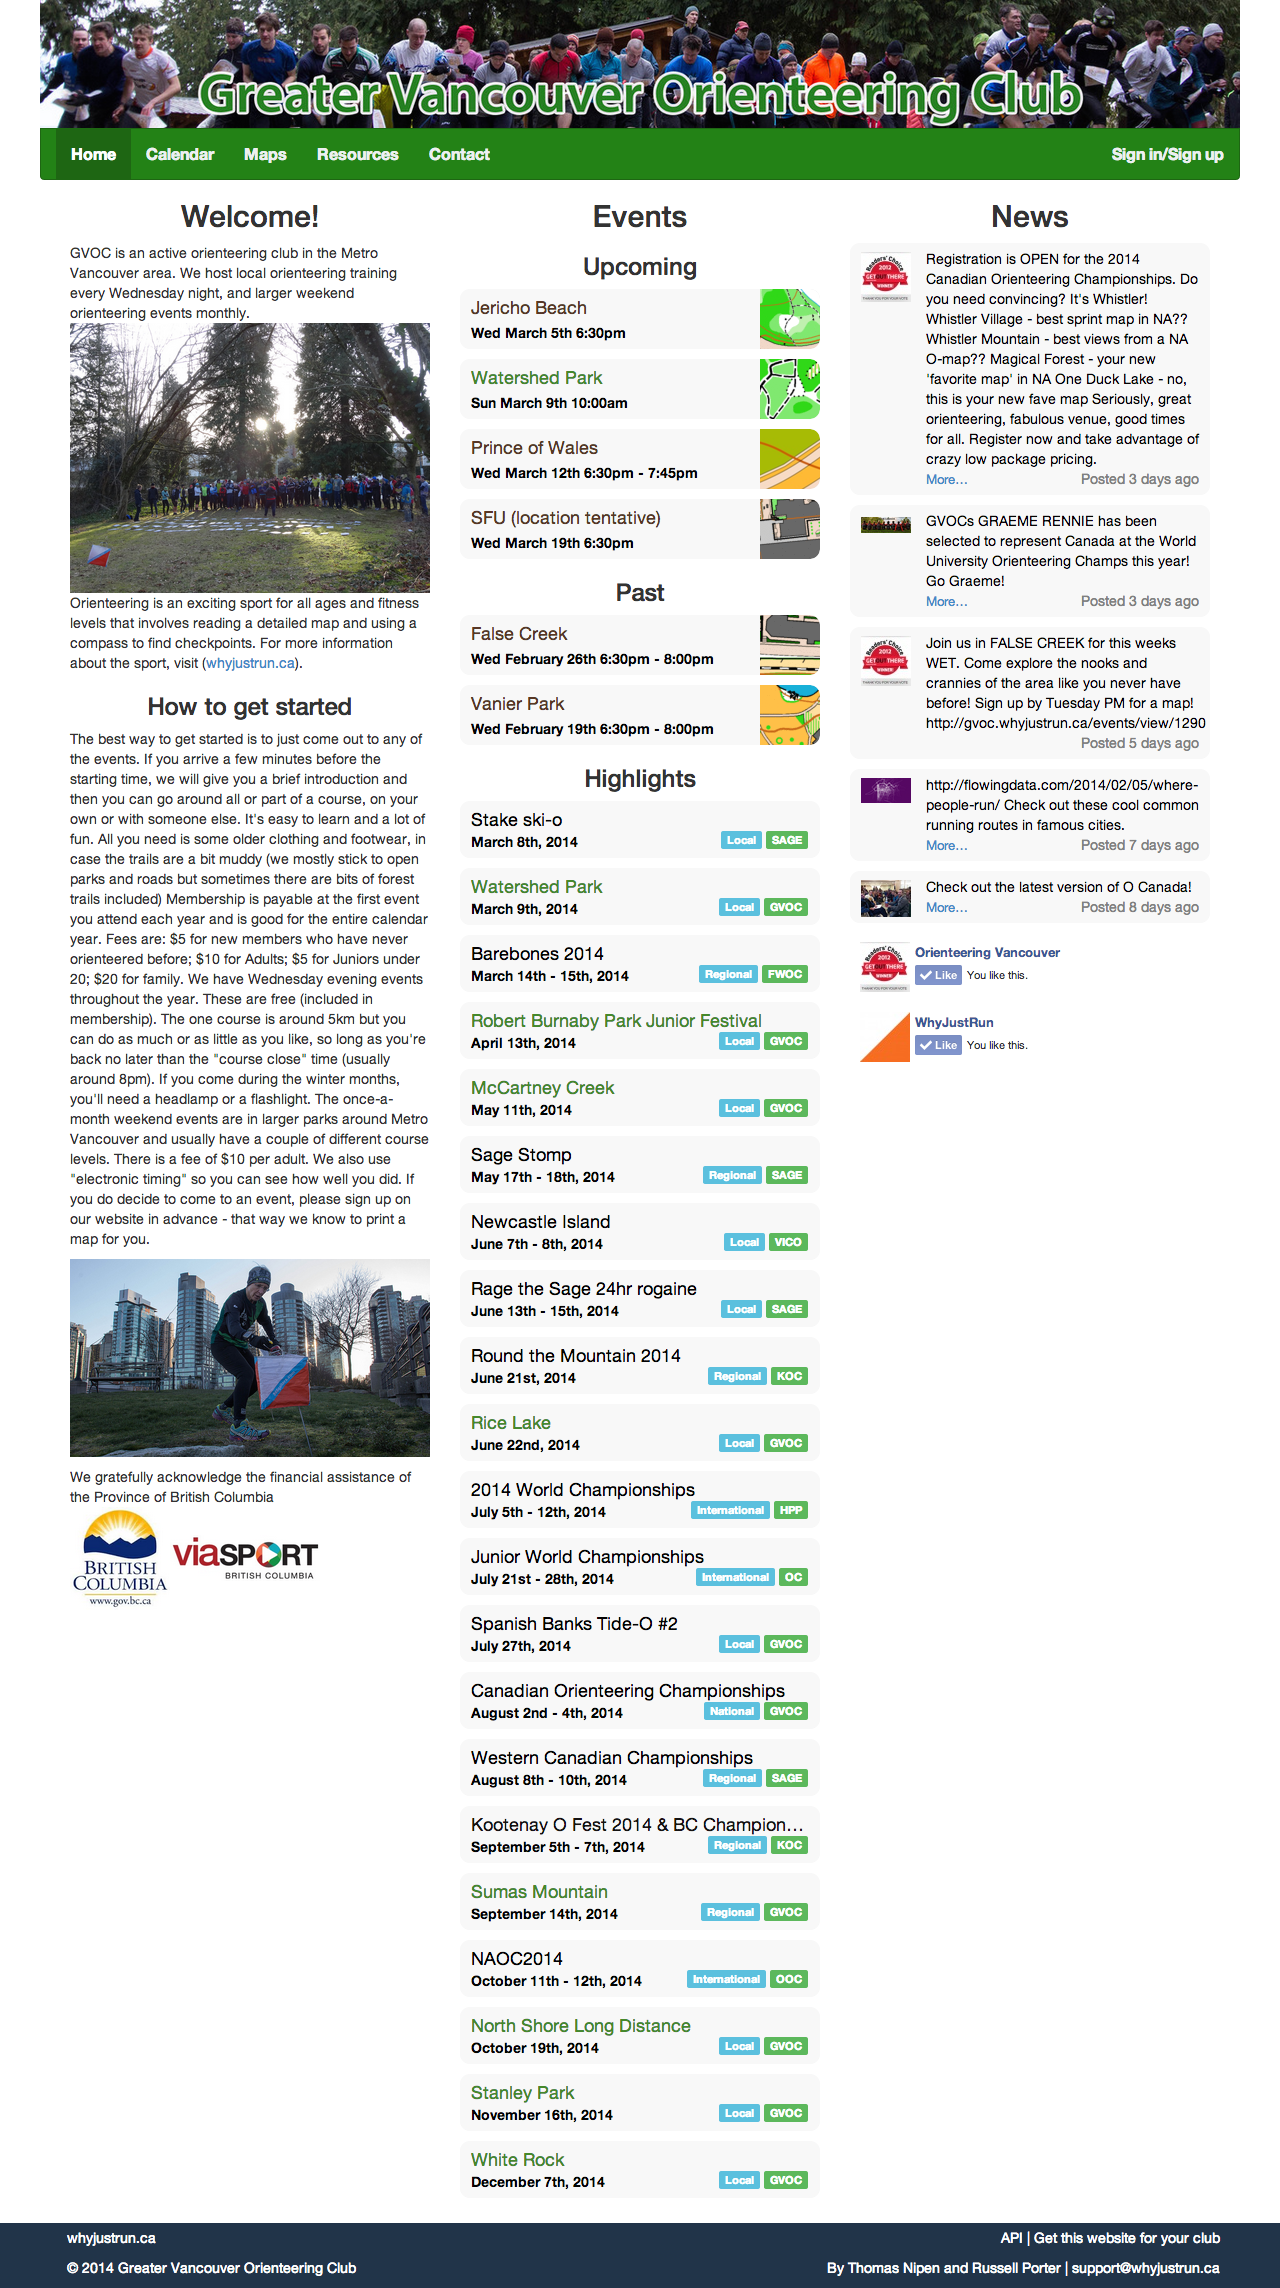 Greater Vancouver Orienteering Club
Home Calendar Maps Resources Contact Sign in/Sign up
Welcome!
GVOC is an active orienteering club in the Metro
Vancouver area. We host local orienteering training
every Wednesday night, and larger weekend
orienteering events monthly.
Orienteering is an exciting sport for all ages and fitness
levels that involves reading a detailed map and using a
compass to find checkpoints. For more information
about the sport, visit (whyjustrun.ca).
How to get started
The best way to get started is to just come out to any of
the events. If you arrive a few minutes before the
starting time, we will give you a brief introduction and
then you can go around all or part of a course, on your
own or with someone else. It's easy to learn and a lot of
fun. All you need is some older clothing and footwear, in
case the trails are a bit muddy (we mostly stick to open
parks and roads but sometimes there are bits of forest
trails included) Membership is payable at the first event
you attend each year and is good for the entire calendar
year. Fees are: $5 for new members who have never
orienteered before; $10 for Adults; $5 for Juniors under
20; $20 for family. We have Wednesday evening events
throughout the year. These are free (included in
membership). The one course is around 5km but you
can do as much or as little as you like, so long as you're
back no later than the "course close" time (usually
around 8pm). If you come during the winter months,
you'll need a headlamp or a flashlight. The once-a-
month weekend events are in larger parks around Metro
Vancouver and usually have a couple of different course
levels. There is a fee of $10 per adult. We also use
"electronic timing" so you can see how well you did. If
you do decide to come to an event, please sign up on
our website in advance - that way we know to print a
map for you.
We gratefully acknowledge the financial assistance of
the Province of British Columbia
BRITISH
COLUMBIA
www.gov.bc.ca
viaSPORT
BRITISH COLUMBIA
Events
Upcoming
Jericho Beach
Wed March 5th 6:30pm
Watershed Park
Sun March 9th 10:00am
Prince of Wales
Wed March 12th 6:30pm - 7:45pm
SFU (location tentative)
Wed March 19th 6:30pm
Past
False Creek
Wed February 26th 6:30pm - 8:00pm
Vanier Park
Wed February 19th 6:30pm - 8:00pm
Highlights
Stake ski-o
March 8th, 2014 Local SAGE
Watershed Park
March 9th, 2014 Local GVOC
Barebones 2014
March 14th - 15th, 2014 Regional FWOC
Robert Burnaby Park Junior Festival
April 13th, 2014 Local GVOC
McCartney Creek
May 11th, 2014 Local GVOC
Sage Stomp
May 17th - 18th, 2014 Regional SAGE
Newcastle Island
June 7th - 8th, 2014 Local VICO
Rage the Sage 24hr rogaine
June 13th - 15th, 2014 Local SAGE
Round the Mountain 2014
June 21st, 2014 Regional KOC
Rice Lake
June 22nd, 2014 Local GVOC
2014 World Championships
July 5th - 12th, 2014 International HPP
Junior World Championships
July 21st - 28th, 2014 International OC
Spanish Banks Tide-O #2
July 27th, 2014 Local GVOC
Canadian Orienteering Championships
August 2nd - 4th, 2014 National GVOC
Western Canadian Championships
August 8th - 10th, 2014 Regional SAGE
Kootenay O Fest 2014 & BC Champion…
September 5th - 7th, 2014 Regional KOC
Sumas Mountain
September 14th, 2014 Regional GVOC
NAOC2014
October 11th - 12th, 2014 International OOC
North Shore Long Distance
October 19th, 2014 Local GVOC
Stanley Park
November 16th, 2014 Local GVOC
White Rock
December 7th, 2014 Local GVOC
News
Registration is OPEN for the 2014
Canadian Orienteering Championships. Do
you need convincing? It's Whistler!
Whistler Village - best sprint map in NA??
Whistler Mountain - best views from a NA
O-map?? Magical Forest - your new
'favorite map' in NA One Duck Lake - no,
this is your new fave map Seriously, great
orienteering, fabulous venue, good times
for all. Register now and take advantage of
crazy low package pricing.
More... Posted 3 days ago
GVOCs GRAEME RENNIE has been
selected to represent Canada at the World
University Orienteering Champs this year!
Go Graeme!
More... Posted 3 days ago
Join us in FALSE CREEK for this weeks
WET. Come explore the nooks and
crannies of the area like you never have
before! Sign up by Tuesday PM for a map!
http://gvoc.whyjustrun.ca/events/view/1290
Posted 5 days ago
http://flowingdata.com/2014/02/05/where-
people-run/ Check out these cool common
running routes in famous cities.
More... Posted 7 days ago
Check out the latest version of O Canada!
More... Posted 8 days ago
Orienteering Vancouver
Like You like this.
WhyJustRun
Like You like this.
whyjustrun.ca API | Get this website for your club
© 2014 Greater Vancouver Orienteering Club By Thomas Nipen and Russell Porter | support@whyjustrun.ca